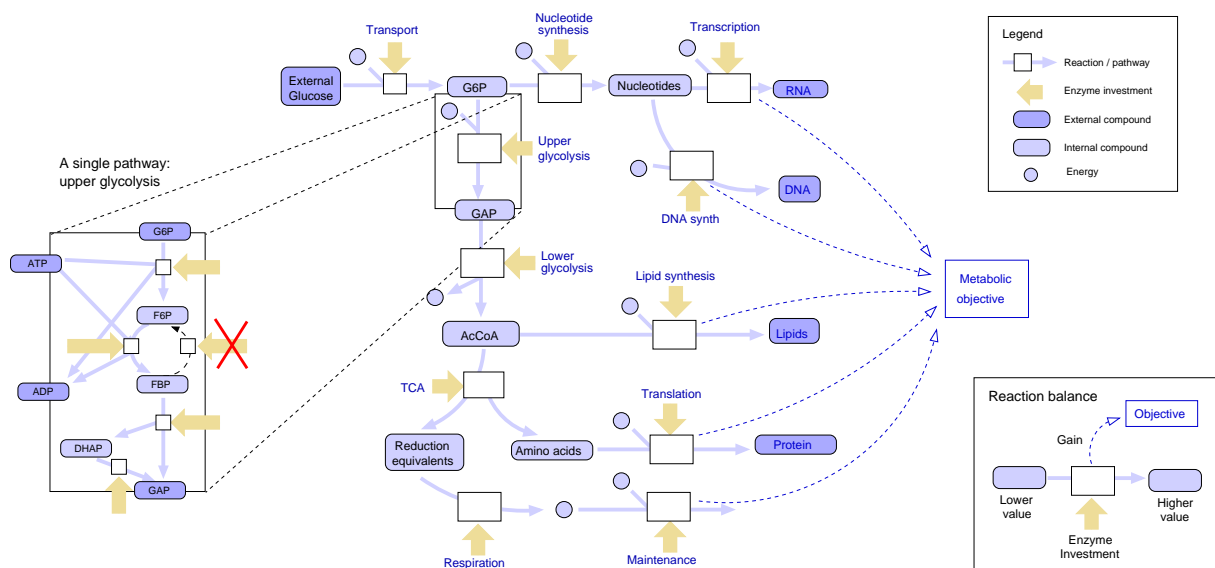 Transport
Nucleotide
synthesis
Transcription
External
Glucose
G6P
Nucleotides
RNA
Upper
glycolysis
A single pathway:
upper glycolysis
DNA
DNA synth
GAP
Lower
glycolysis
Lipid synthesis
Metabolic
objective
AcCoA
Lipids
TCA
Translation
Reduction
equivalents
Amino acids
Protein
Respiration
Maintenance
G6P
ATP
F6P
FBP
ADP
DHAP
GAP
Legend
Reaction / pathway
Enzyme investment
External compound
Internal compound
Energy
Reaction balance
Objective
Gain
Lower
value
Higher
value
Enzyme
Investment